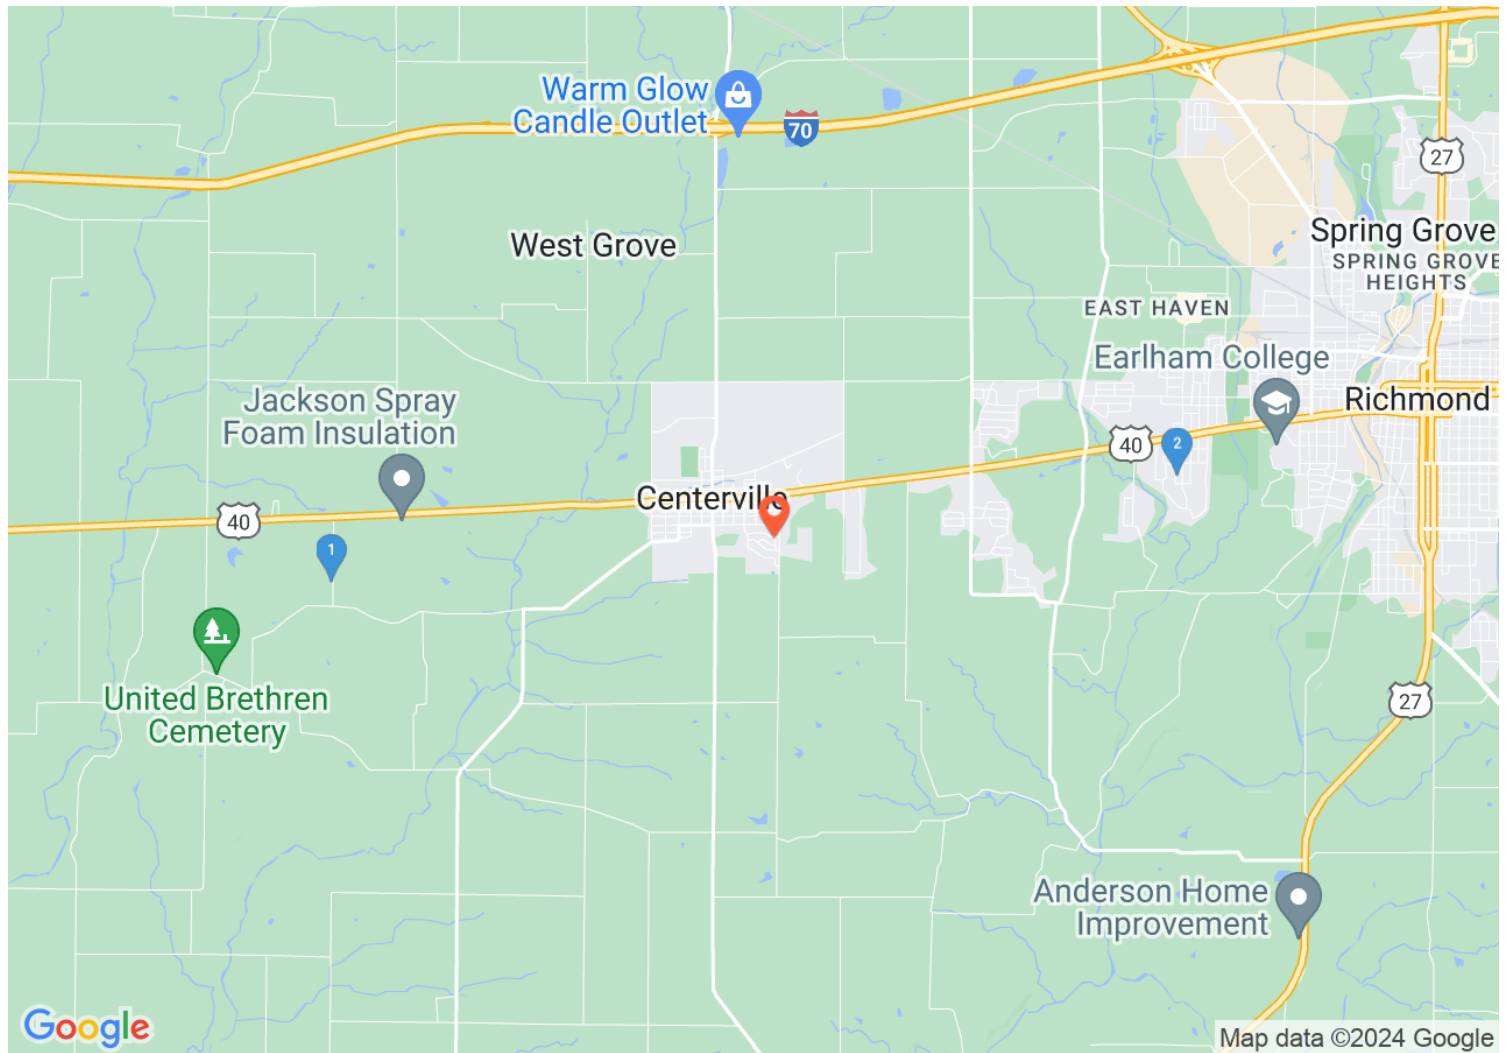 Warm Glow
Candle Outlet
70
27
West Grove
Spring Grove
SPRING GROVE
HEIGHTS
EAST HAVEN
Earlham College
Jackson Spray
Foam Insulation
Richmond
40
2
Centerville
40
1
United Brethren
Cemetery
27
Anderson Home
Improvement
Google
Map data ©2024 Google